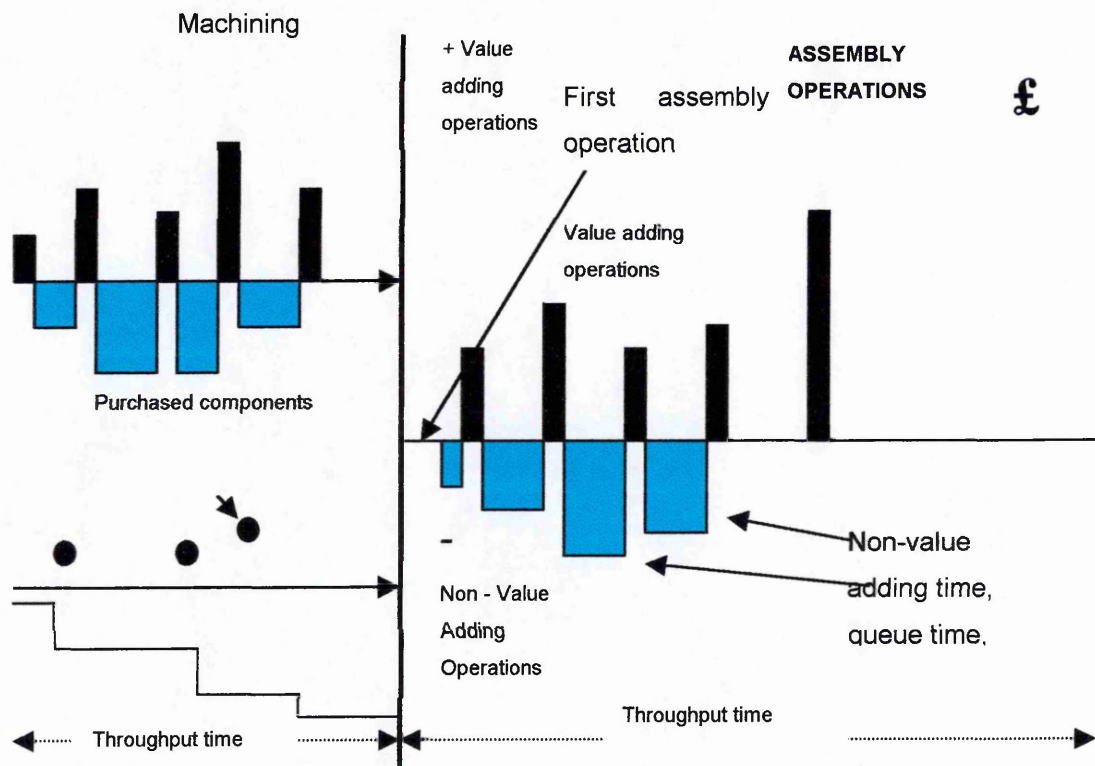 Machining
+ Value
adding
operations
ASSEMBLY
OPERATIONS
£
First assembly
operation
Value adding
operations
Purchased components
-
Non-value
adding time,
queue time,
Non - Value
Adding
Operations
Throughput time
Throughput time